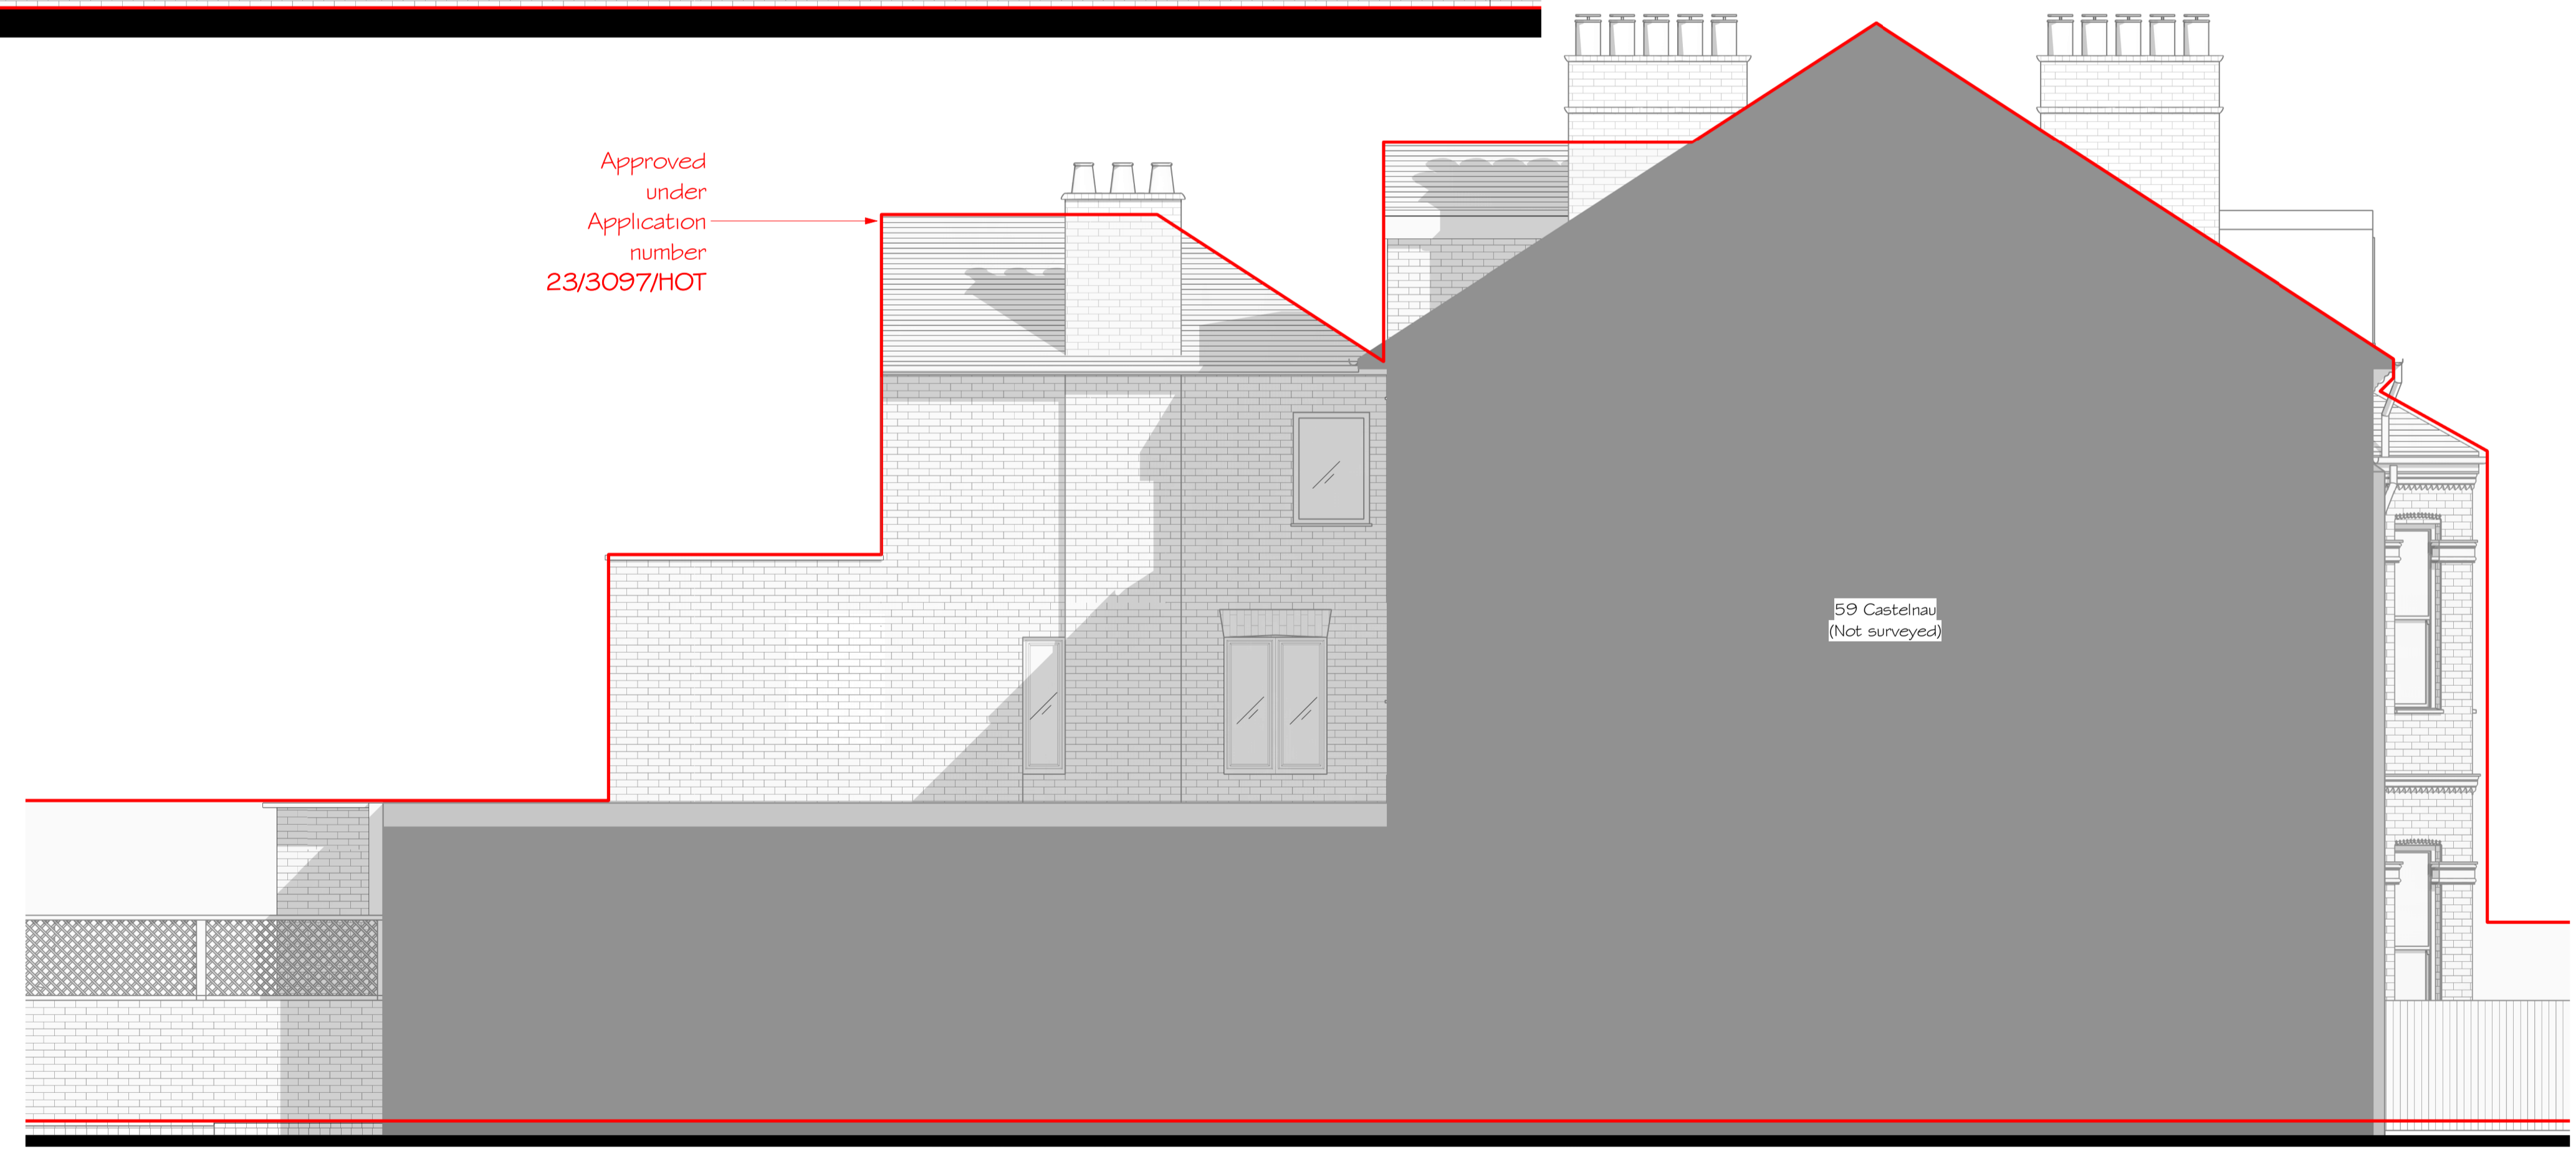 Approved
under
Application
number
23/3097/HOT
59 Castelnau
(Not surveyed)